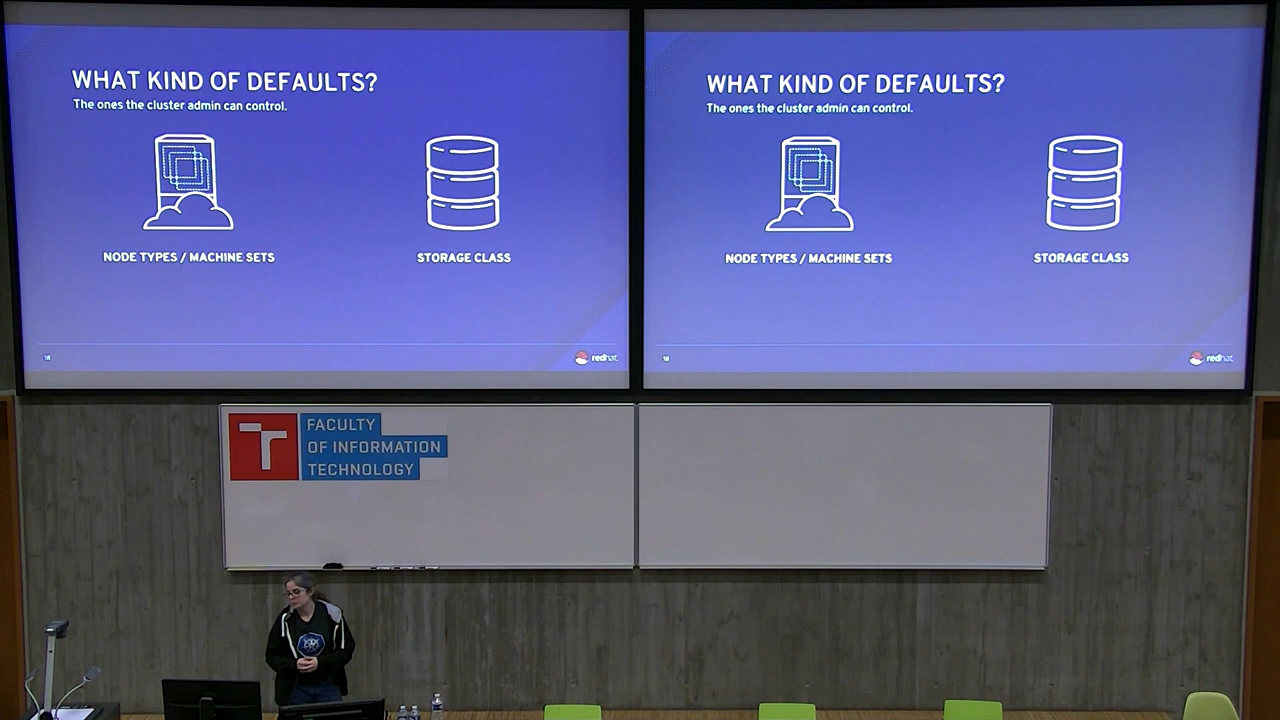 WHAT KIND OF DEFAULTS?
The ones the cluster admin can control.
NODE TYPES / MACHINE SETS
STORAGE CLASS
18
redhat.
WHAT KIND OF DEFAULTS?
The ones the cluster admin can control.
NODE TYPES / MACHINE SETS
STORAGE CLASS
18
redhat.
FACULTY
OF INFORMATION
TECHNOLOGY